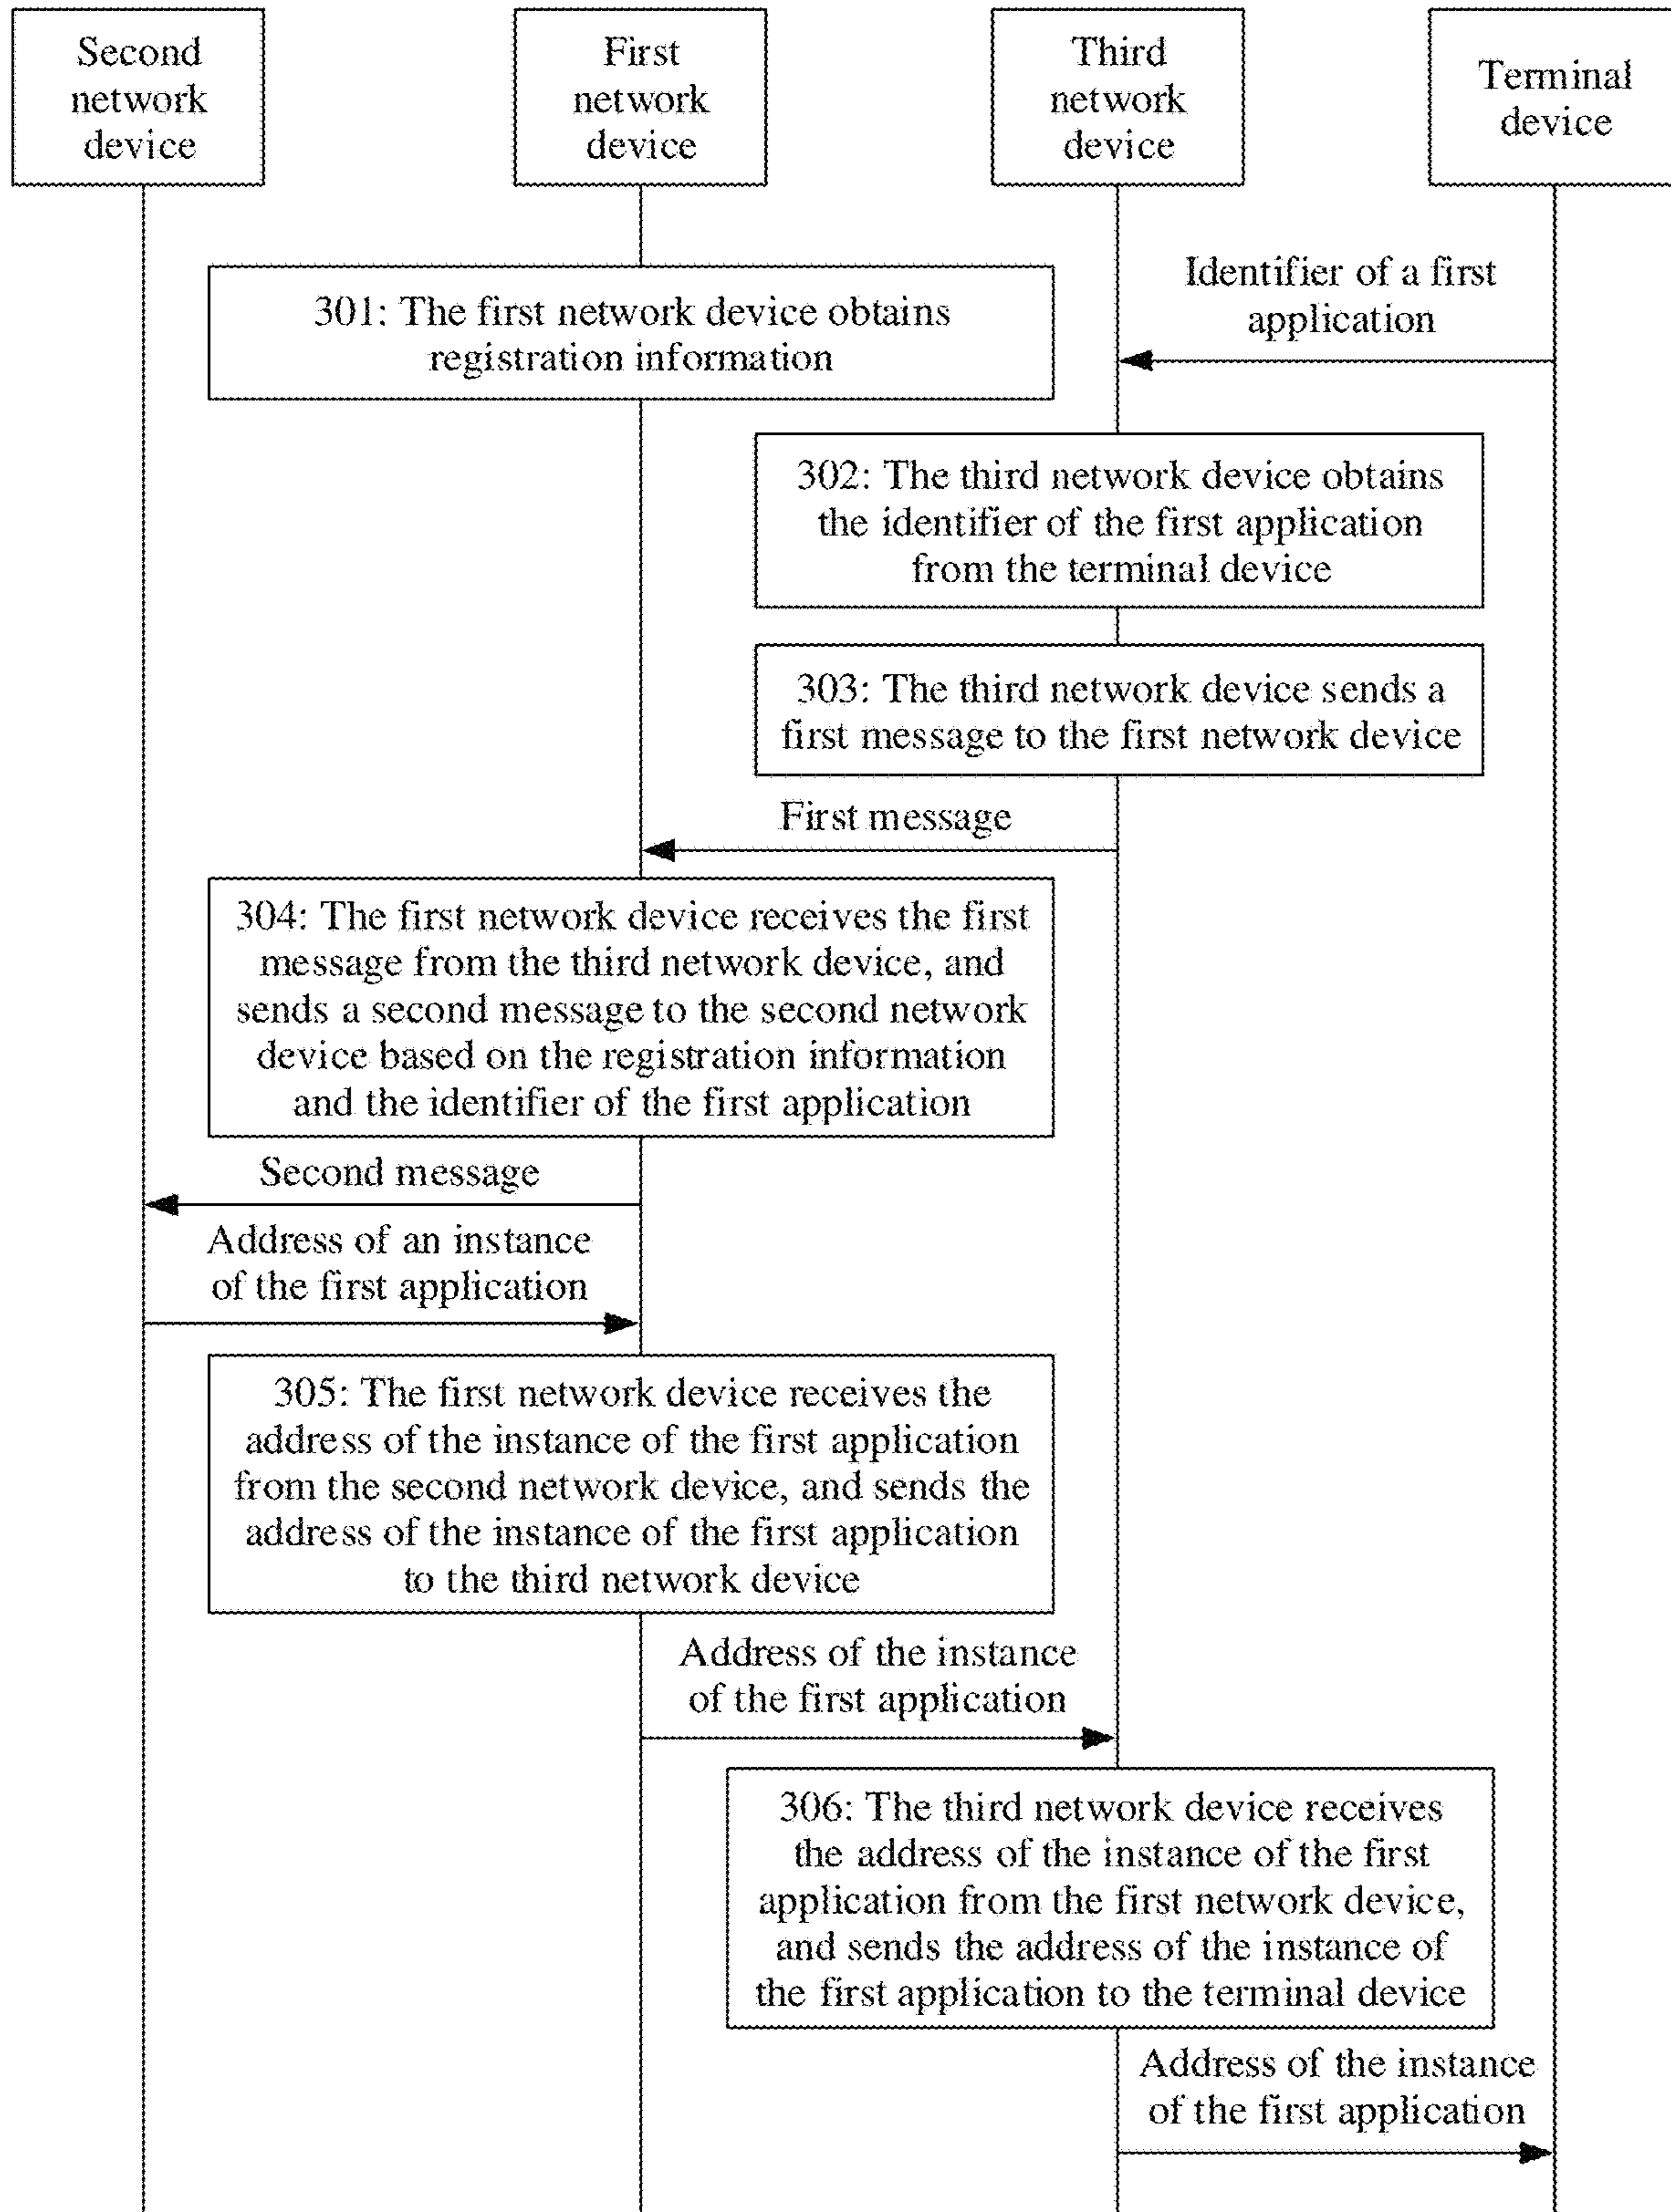 Second
network
device
First
network
device
Third
network
device
Terminal
device
Identifier of a first
application
301: The first network device obtains
registration information
302: The third network device obtains
the identifier of the first application
from the terminal device
303: The third network device sends a
first message to the first network device
First message
304: The first network device receives the first
message from the third network device, and
sends a second message to the second network
device based on the registration information
and the identifier of the first application
Second message
Address of an instance
of the first application
305: The first network device receives the
address of the instance of the first application
from the second network device, and sends the
address of the instance of the first application
to the third network device
Address of the instance
of the first application
306: The third network device receives
the address of the instance of the first
application from the first network device,
and sends the address of the instance of
the first application to the terminal device
Address of the instance
of the first application